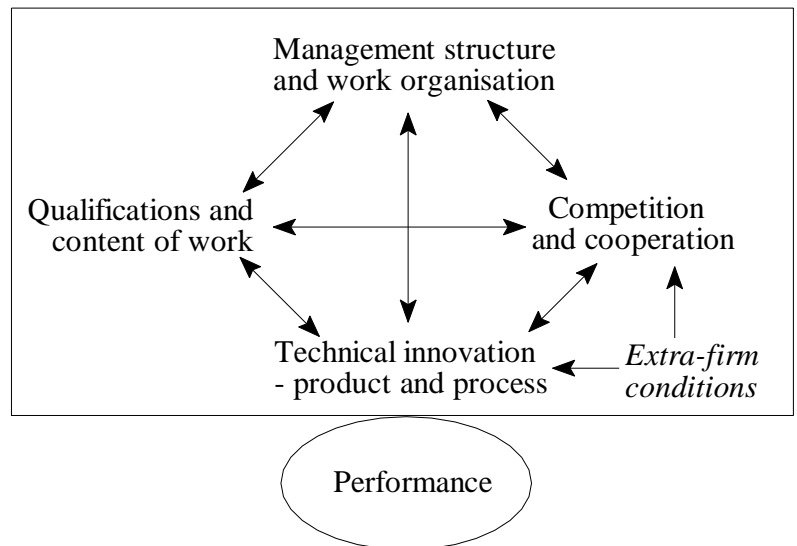 Management structure
and work organisation
Qualifications and
content of work
Competition
and cooperation
Technical innovation
- product and process
Extra-firm
conditions
Performance